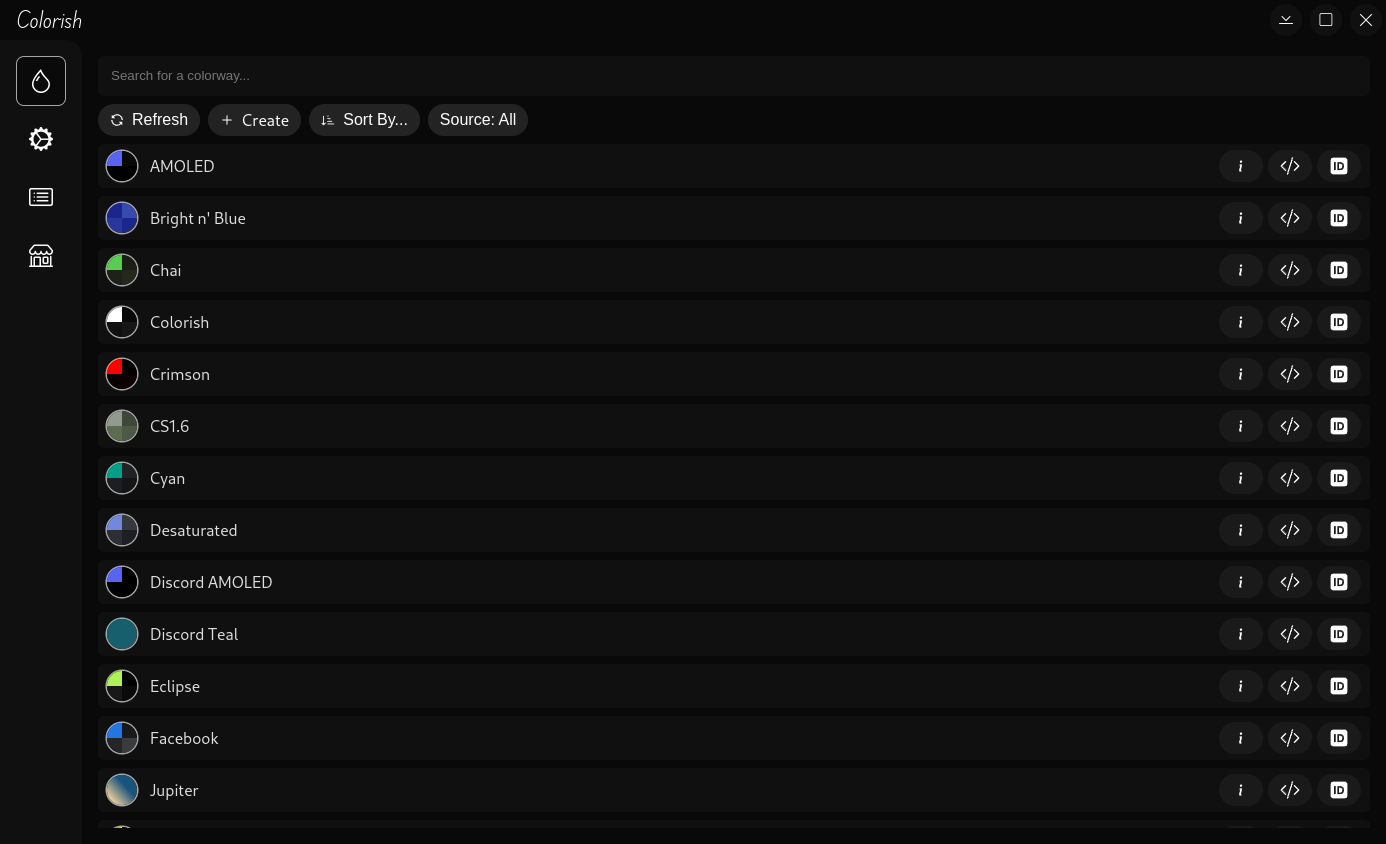 Colorish
Search for a colorway...
Refresh Create Sort By... Source: All
AMOLED i </> ID
Bright n' Blue i </> ID
Chai i </> ID
Colorish i </> ID
Crimson i </> ID
CS1.6 i </> ID
Cyan i </> ID
Desaturated i </> ID
Discord AMOLED i </> ID
Discord Teal i </> ID
Eclipse i </> ID
Facebook i </> ID
Jupiter i </> ID